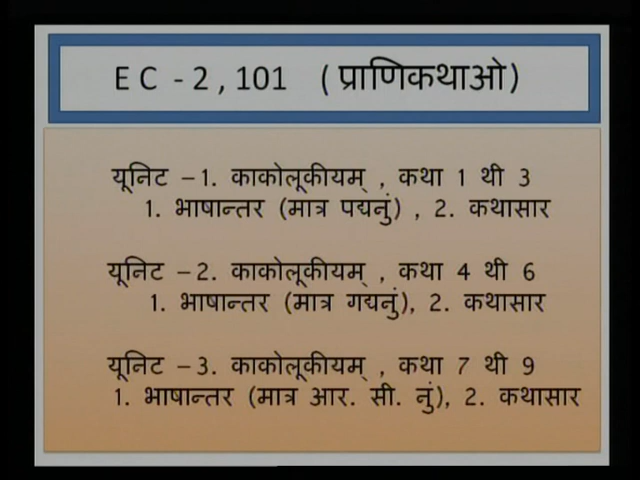 EC - 2 , 101 ( प्राणिकथाओ)
यूनिट – 1. काकोलूकीयम् , कथा 1 थी 3
1. भाषान्तर (मात्र पद्यनुं) , 2. कथासार
यूनिट – 2. काकोलूकीयम् , कथा 4 थी 6
1. भाषान्तर (मात्र गद्यनुं), 2. कथासार
यूनिट – 3. काकोलूकीयम् , कथा 7 थी 9
1. भाषान्तर (मात्र आर. सी. नुं), 2. कथासार